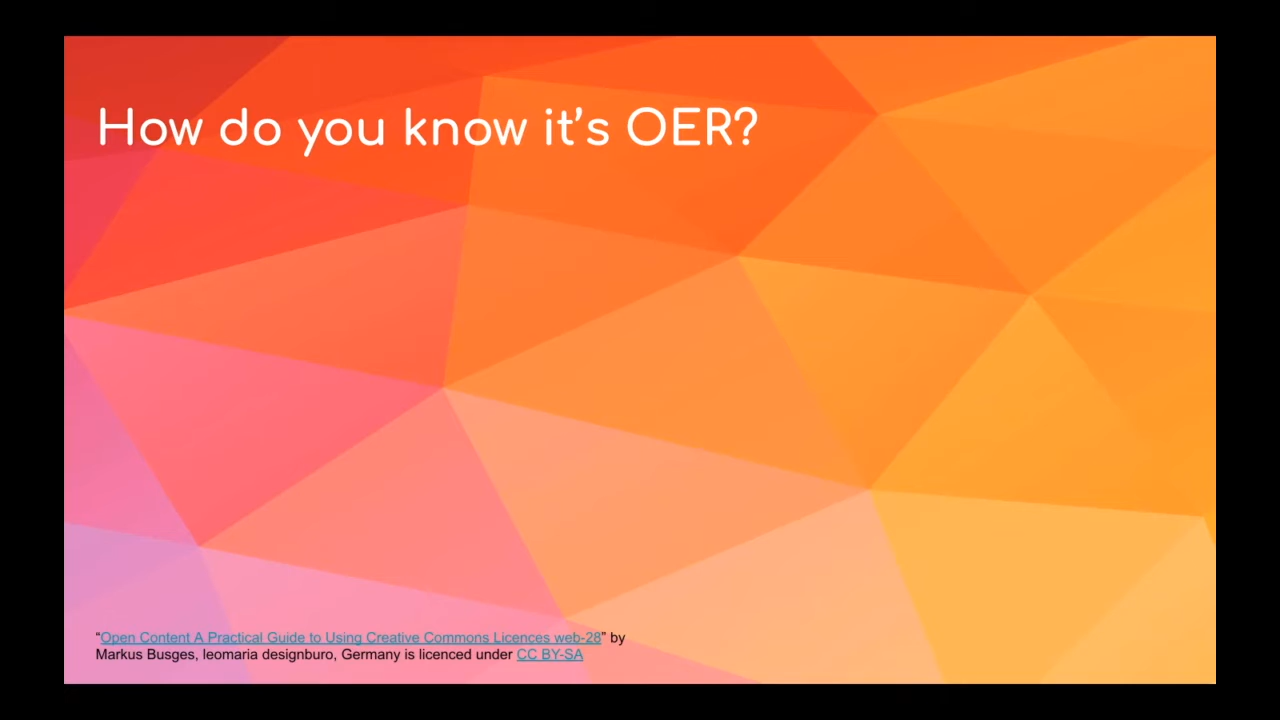 How do you know it's OER?
“Open Content A Practical Guide to Using Creative Commons Licences web-28” by
Markus Busges, leomaria designburo, Germany is licenced under CC BY-SA